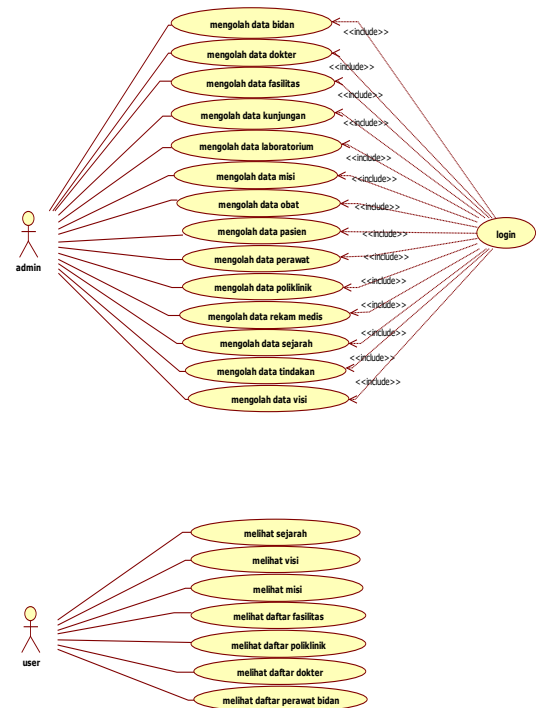 mengolah data bidan
<<include>>
mengolah data dokter
<<include>>
mengolah data fasilitas
<<include>>
mengolah data kunjungan
<<include>>
mengolah data laboratorium
<<include>>
mengolah data misi
<<include>>
mengolah data obat
<<include>>
mengolah data pasien
<<include>>
login
mengolah data perawat
<<include>>
admin
mengolah data poliklinik
<<include>>
mengolah data rekam medis
<<include>>
mengolah data sejarah
<<include>>
mengolah data tindakan
<<include>>
mengolah data visi
<<include>>
melihat sejarah
melihat visi
melihat misi
melihat daftar fasilitas
melihat daftar poliklinik
user
melihat daftar dokter
melihat daftar perawat bidan